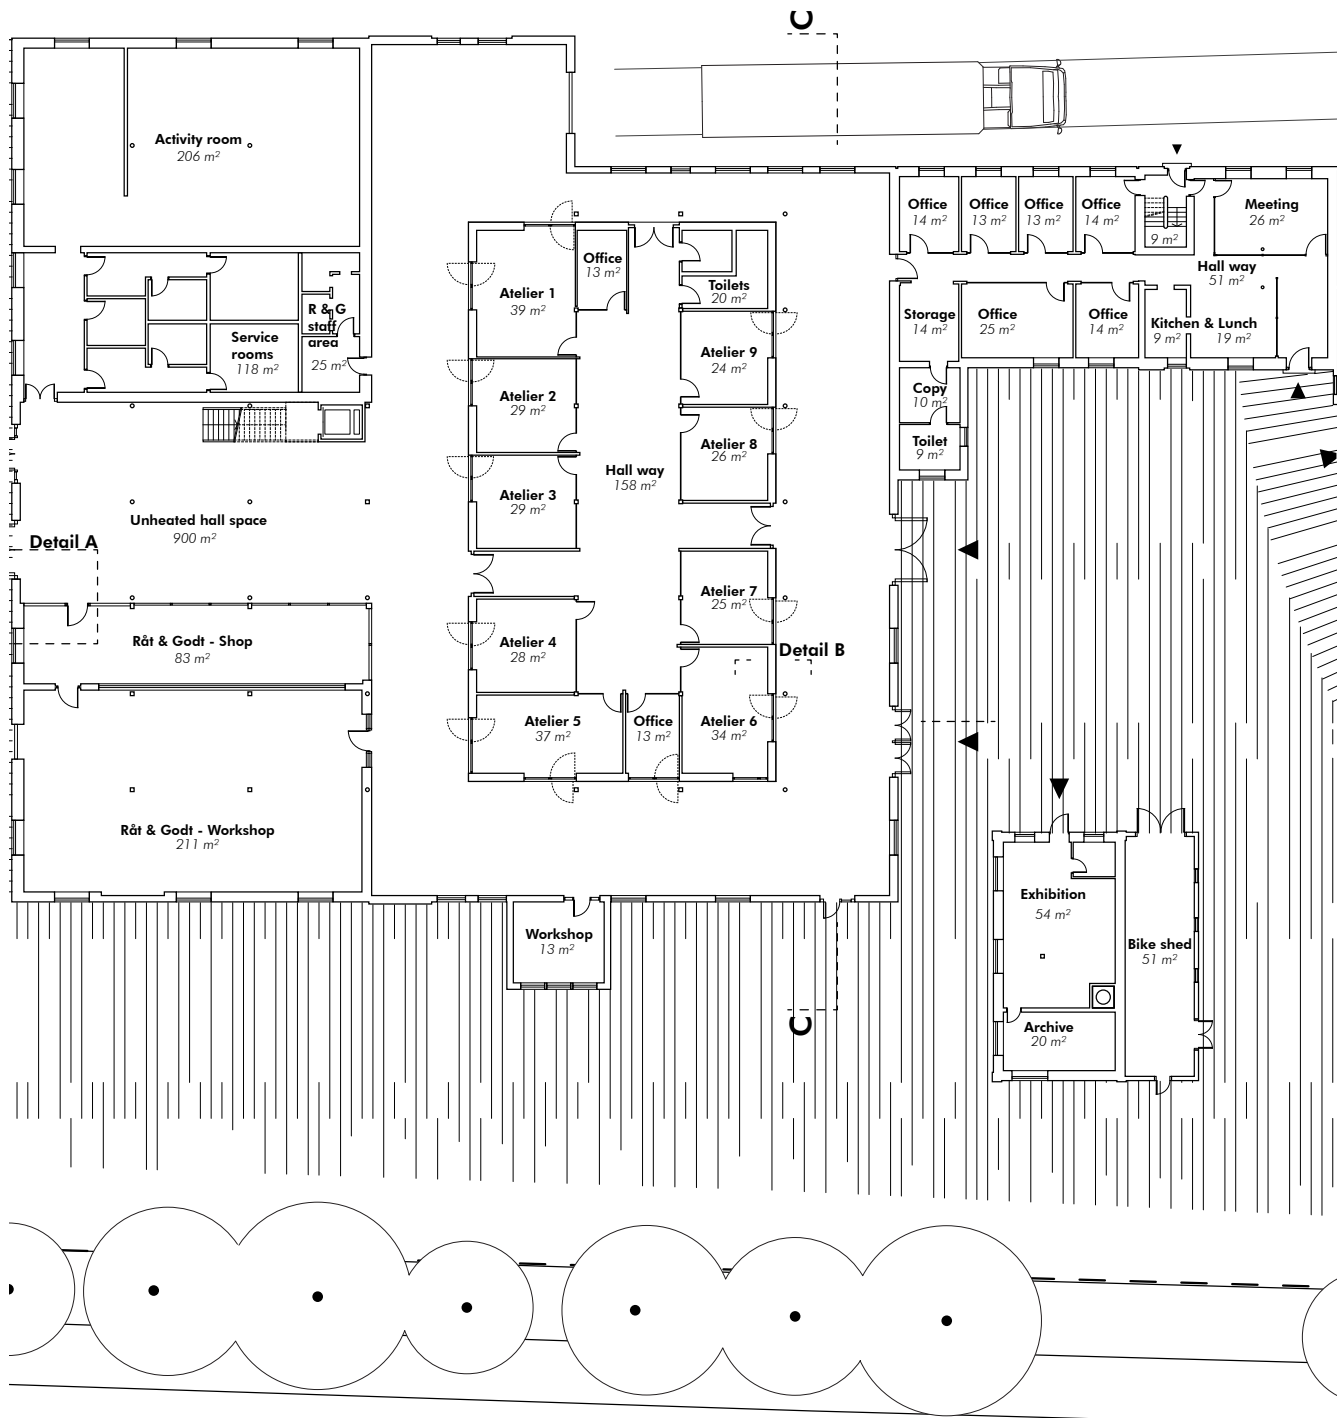 C
Activity room
206 m²
Office
14 m²
Office
13 m²
Office
13 m²
Office
14 m²
9 m²
Meeting
26 m²
Hall way
51 m²
Office
13 m²
Toilets
20 m²
Atelier 1
39 m²
R & G
staff
area
25 m²
Service
rooms
118 m²
Storage
14 m²
Office
25 m²
Office
14 m²
Kitchen & Lunch
9 m²
19 m²
Atelier 9
24 m²
Atelier 2
29 m²
Copy
10 m²
Atelier 8
26 m²
Toilet
9 m²
Hall way
158 m²
Atelier 3
29 m²
Unheated hall space
900 m²
Detail A
Atelier 7
25 m²
Råt & Godt - Shop
83 m²
Atelier 4
28 m²
Detail B
Atelier 5
37 m²
Office
13 m²
Atelier 6
34 m²
Råt & Godt - Workshop
211 m²
Exhibition
54 m²
Workshop
13 m²
Bike shed
51 m²
C
Archive
20 m²